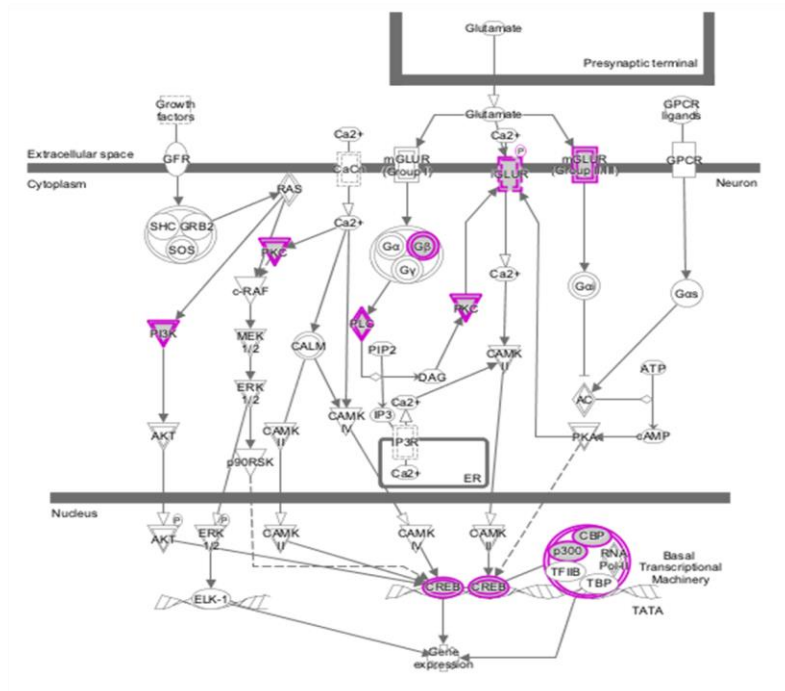 Glutamate
Presynaptic terminal
Growth
factors
Glutamate
GPCR
ligands
Ca2+
Ca2+
P
Extracellular space
GFR
CaCn
mGLUR
(Group I)
iGLUR
mGLUR
(Group II/III)
GPCR
Cytoplasm
Neuron
RAS
SHC GRB2
SOS
Ca2+
PKC
Gα
Gβ
Gγ
Ca2+
c-RAF
Gαi
Gαs
PI3K
PLC
PKC
MEK
1/2
CALM
PIP2
CAMK
II
DAG
ATP
ERK
1/2
Ca2+
AC
CAMK
IV
IP3
AKT
CAMK
II
IP3R
PKA
cAMP
p90RSK
Ca2+
ER
Nucleus
P
P
AKT
ERK
1/2
CAMK
II
CAMK
IV
CAMK
II
CBP
p300
RNA
Pol-II
TFIIB
TBP
Basal
Transcriptional
Machinery
CREB
CREB
ELK-1
TATA
Gene
expression